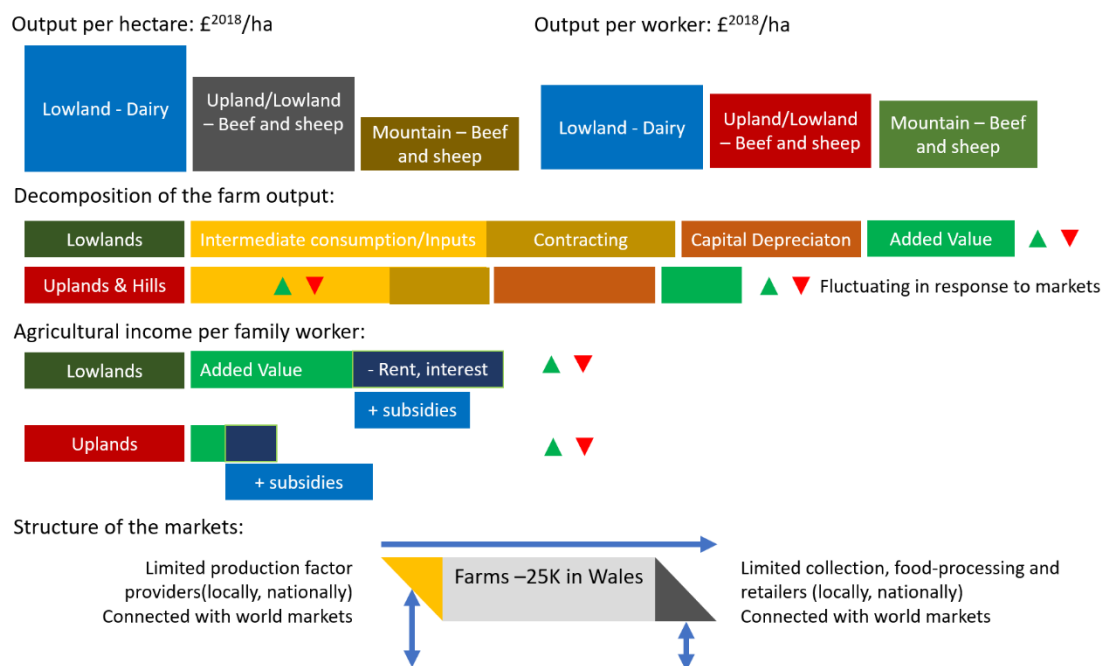 Output per hectare: £2018/ha
Output per worker: £2018/ha
Lowland - Dairy
Upland/Lowland
– Beef and sheep
Mountain – Beef
and sheep
Lowland - Dairy
Upland/Lowland
– Beef and sheep
Mountain – Beef
and sheep
Decomposition of the farm output:
Lowlands
Intermediate consumption/Inputs
Contracting
Capital Depreciaton
Added Value
Uplands & Hills
Fluctuating in response to markets
Agricultural income per family worker:
Lowlands
Added Value
- Rent, interest
+ subsidies
Uplands
+ subsidies
Structure of the markets:
Limited production factor
providers(locally, nationally)
Connected with world markets
Farms –25K in Wales
Limited collection, food-processing and
retailers (locally, nationally)
Connected with world markets